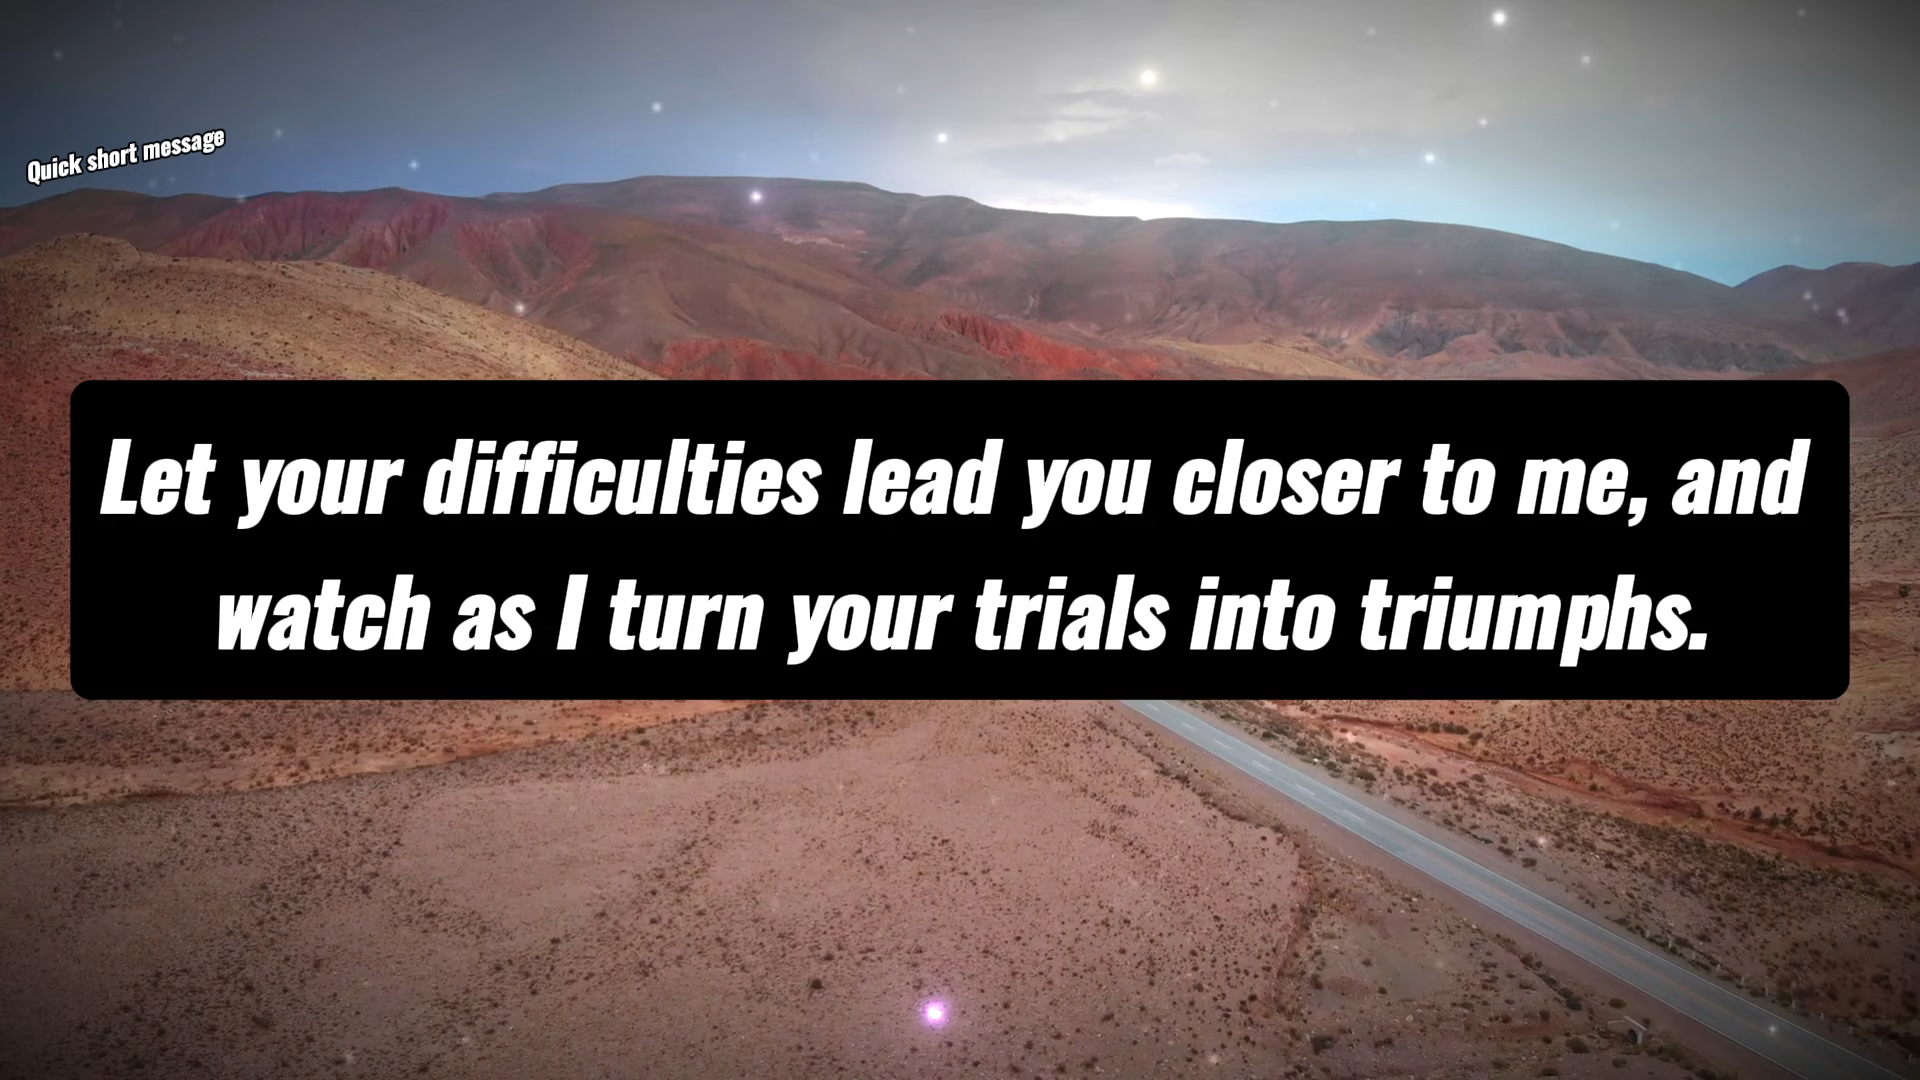 Quick short message
Let your difficulties lead you closer to me, and
watch as I turn your trials into triumphs.